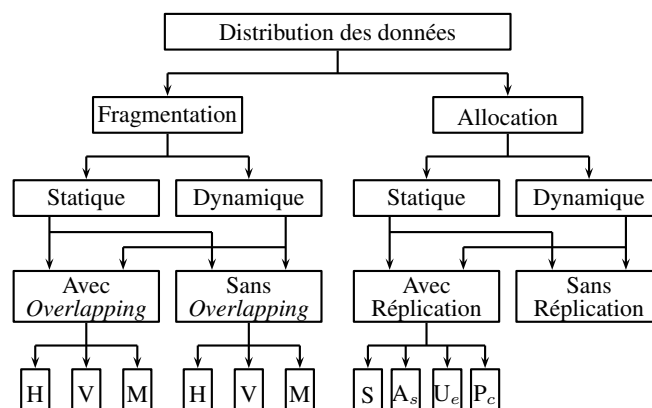 Distribution des données
Fragmentation Allocation
Statique Dynamique Statique Dynamique
Avec Overlapping Sans Overlapping Avec Réplication Sans Réplication
H V M H V M S Aₛ Uₑ P_c